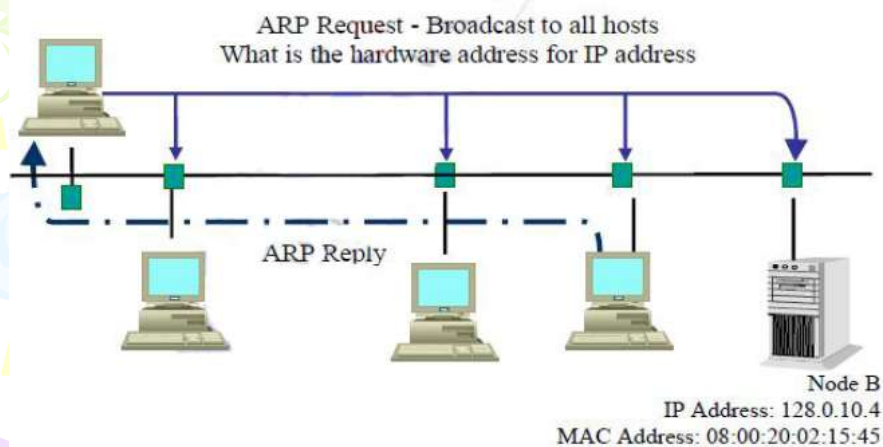 ARP Request - Broadcast to all hosts
What is the hardware address for IP address
ARP Reply
Node B
IP Address: 128.0.10.4
MAC Address: 08:00:20:02:15:45